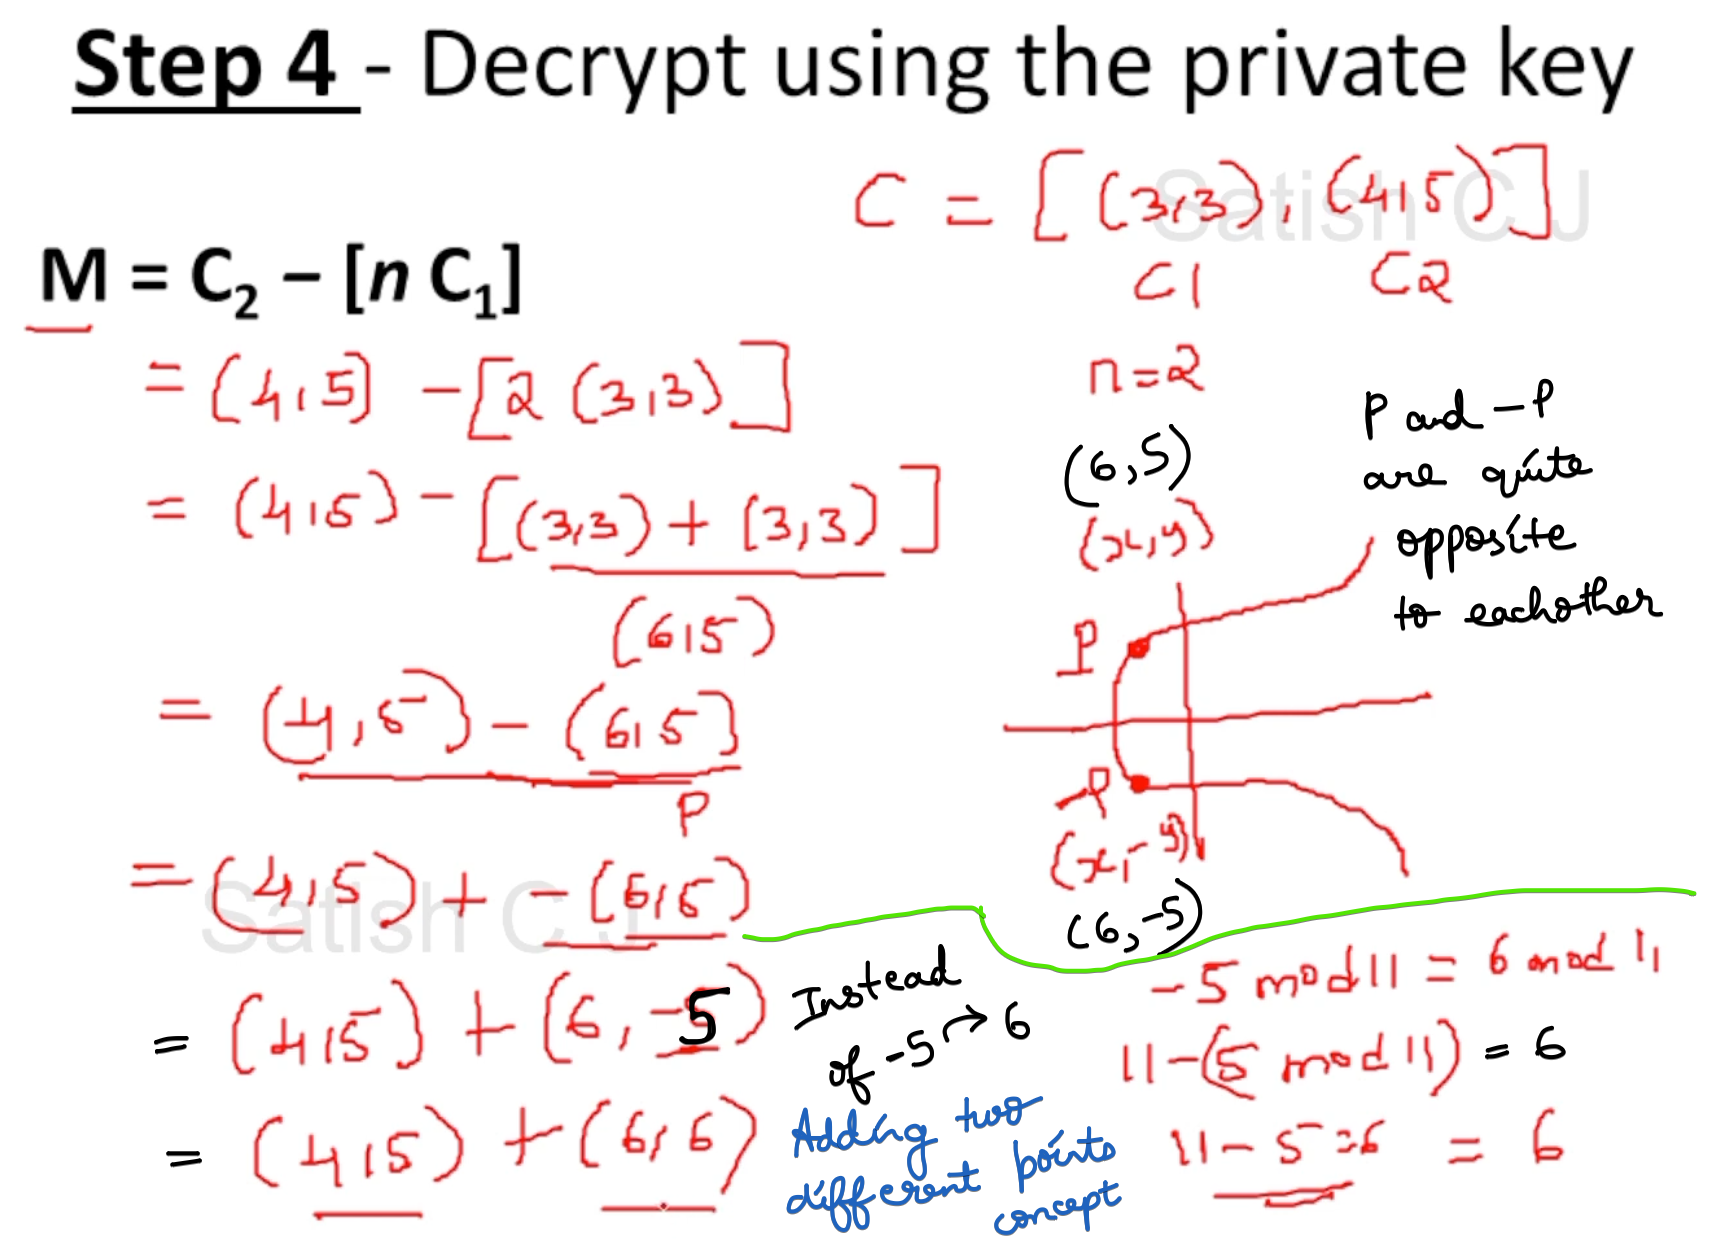 Step 4 - Decrypt using the private key
C = [(3,3), (4,5)]
C1 C2
M = C₂ – [n C₁]
= (4,5) - [2 (3,3)]
n=2
= (4,5) - [(3,3) + (3,3)]
(6,5)
= (4,5) - (6,5)
P
= (4,5) + -(6,5)
= (4,5) + (6, -5)
= (4,5) + (6,6)
(6,5)
(x,y)
P
-P
(x,-y)
(6,-5)
P and -P
are quite
opposite
to eachother
Instead
of -5 → 6
Adding two
different points
concept
-5 mod 11 = 6 mod 11
11-(5 mod 11) = 6
11-5=6 = 6
Satish C J
Satish C J